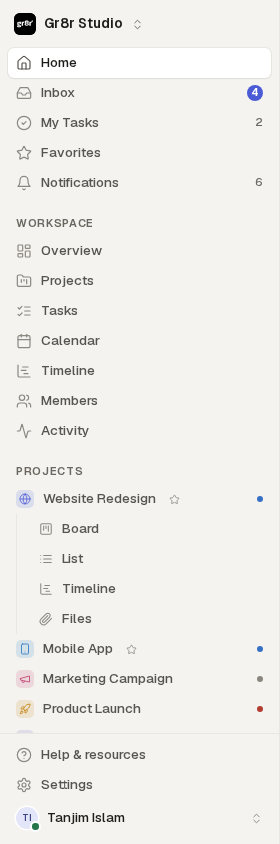 gr8r
Gr8r Studio
Home
Inbox 4
My Tasks 2
Favorites
Notifications 6
WORKSPACE
Overview
Projects
Tasks
Calendar
Timeline
Members
Activity
PROJECTS
Website Redesign
Board
List
Timeline
Files
Mobile App
Marketing Campaign
Product Launch
Help & resources
Settings
TI Tanjim Islam